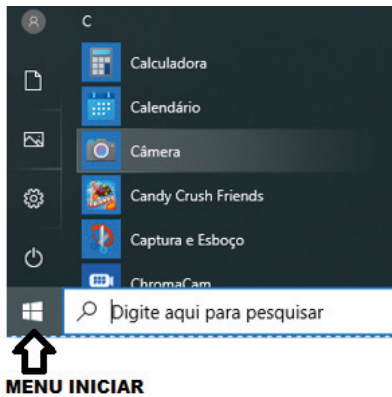 C
Calculadora
Calendário
Câmera
Candy Crush Friends
Captura e Esboço
ChromaCam
Digite aqui para pesquisar
MENU INICIAR